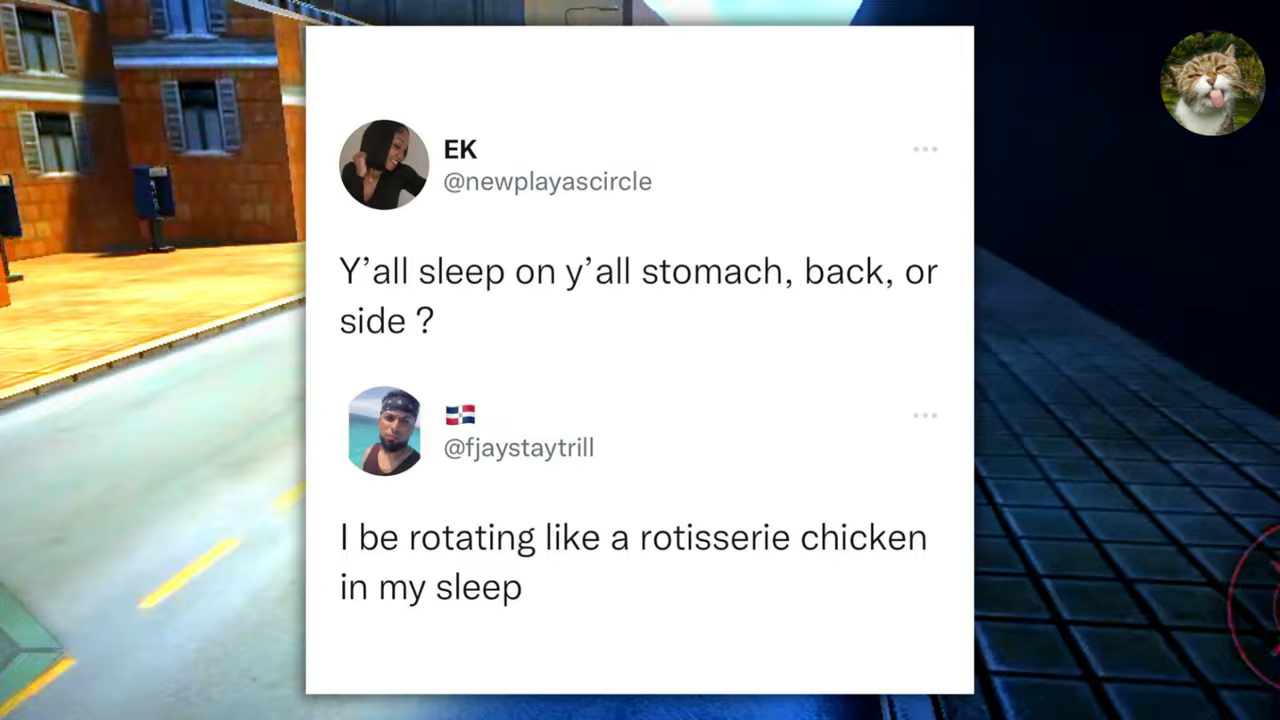 EK
@newplayascircle
Y’all sleep on y’all stomach, back, or
side ?
🇩🇴
@fjaystaytrill
I be rotating like a rotisserie chicken
in my sleep